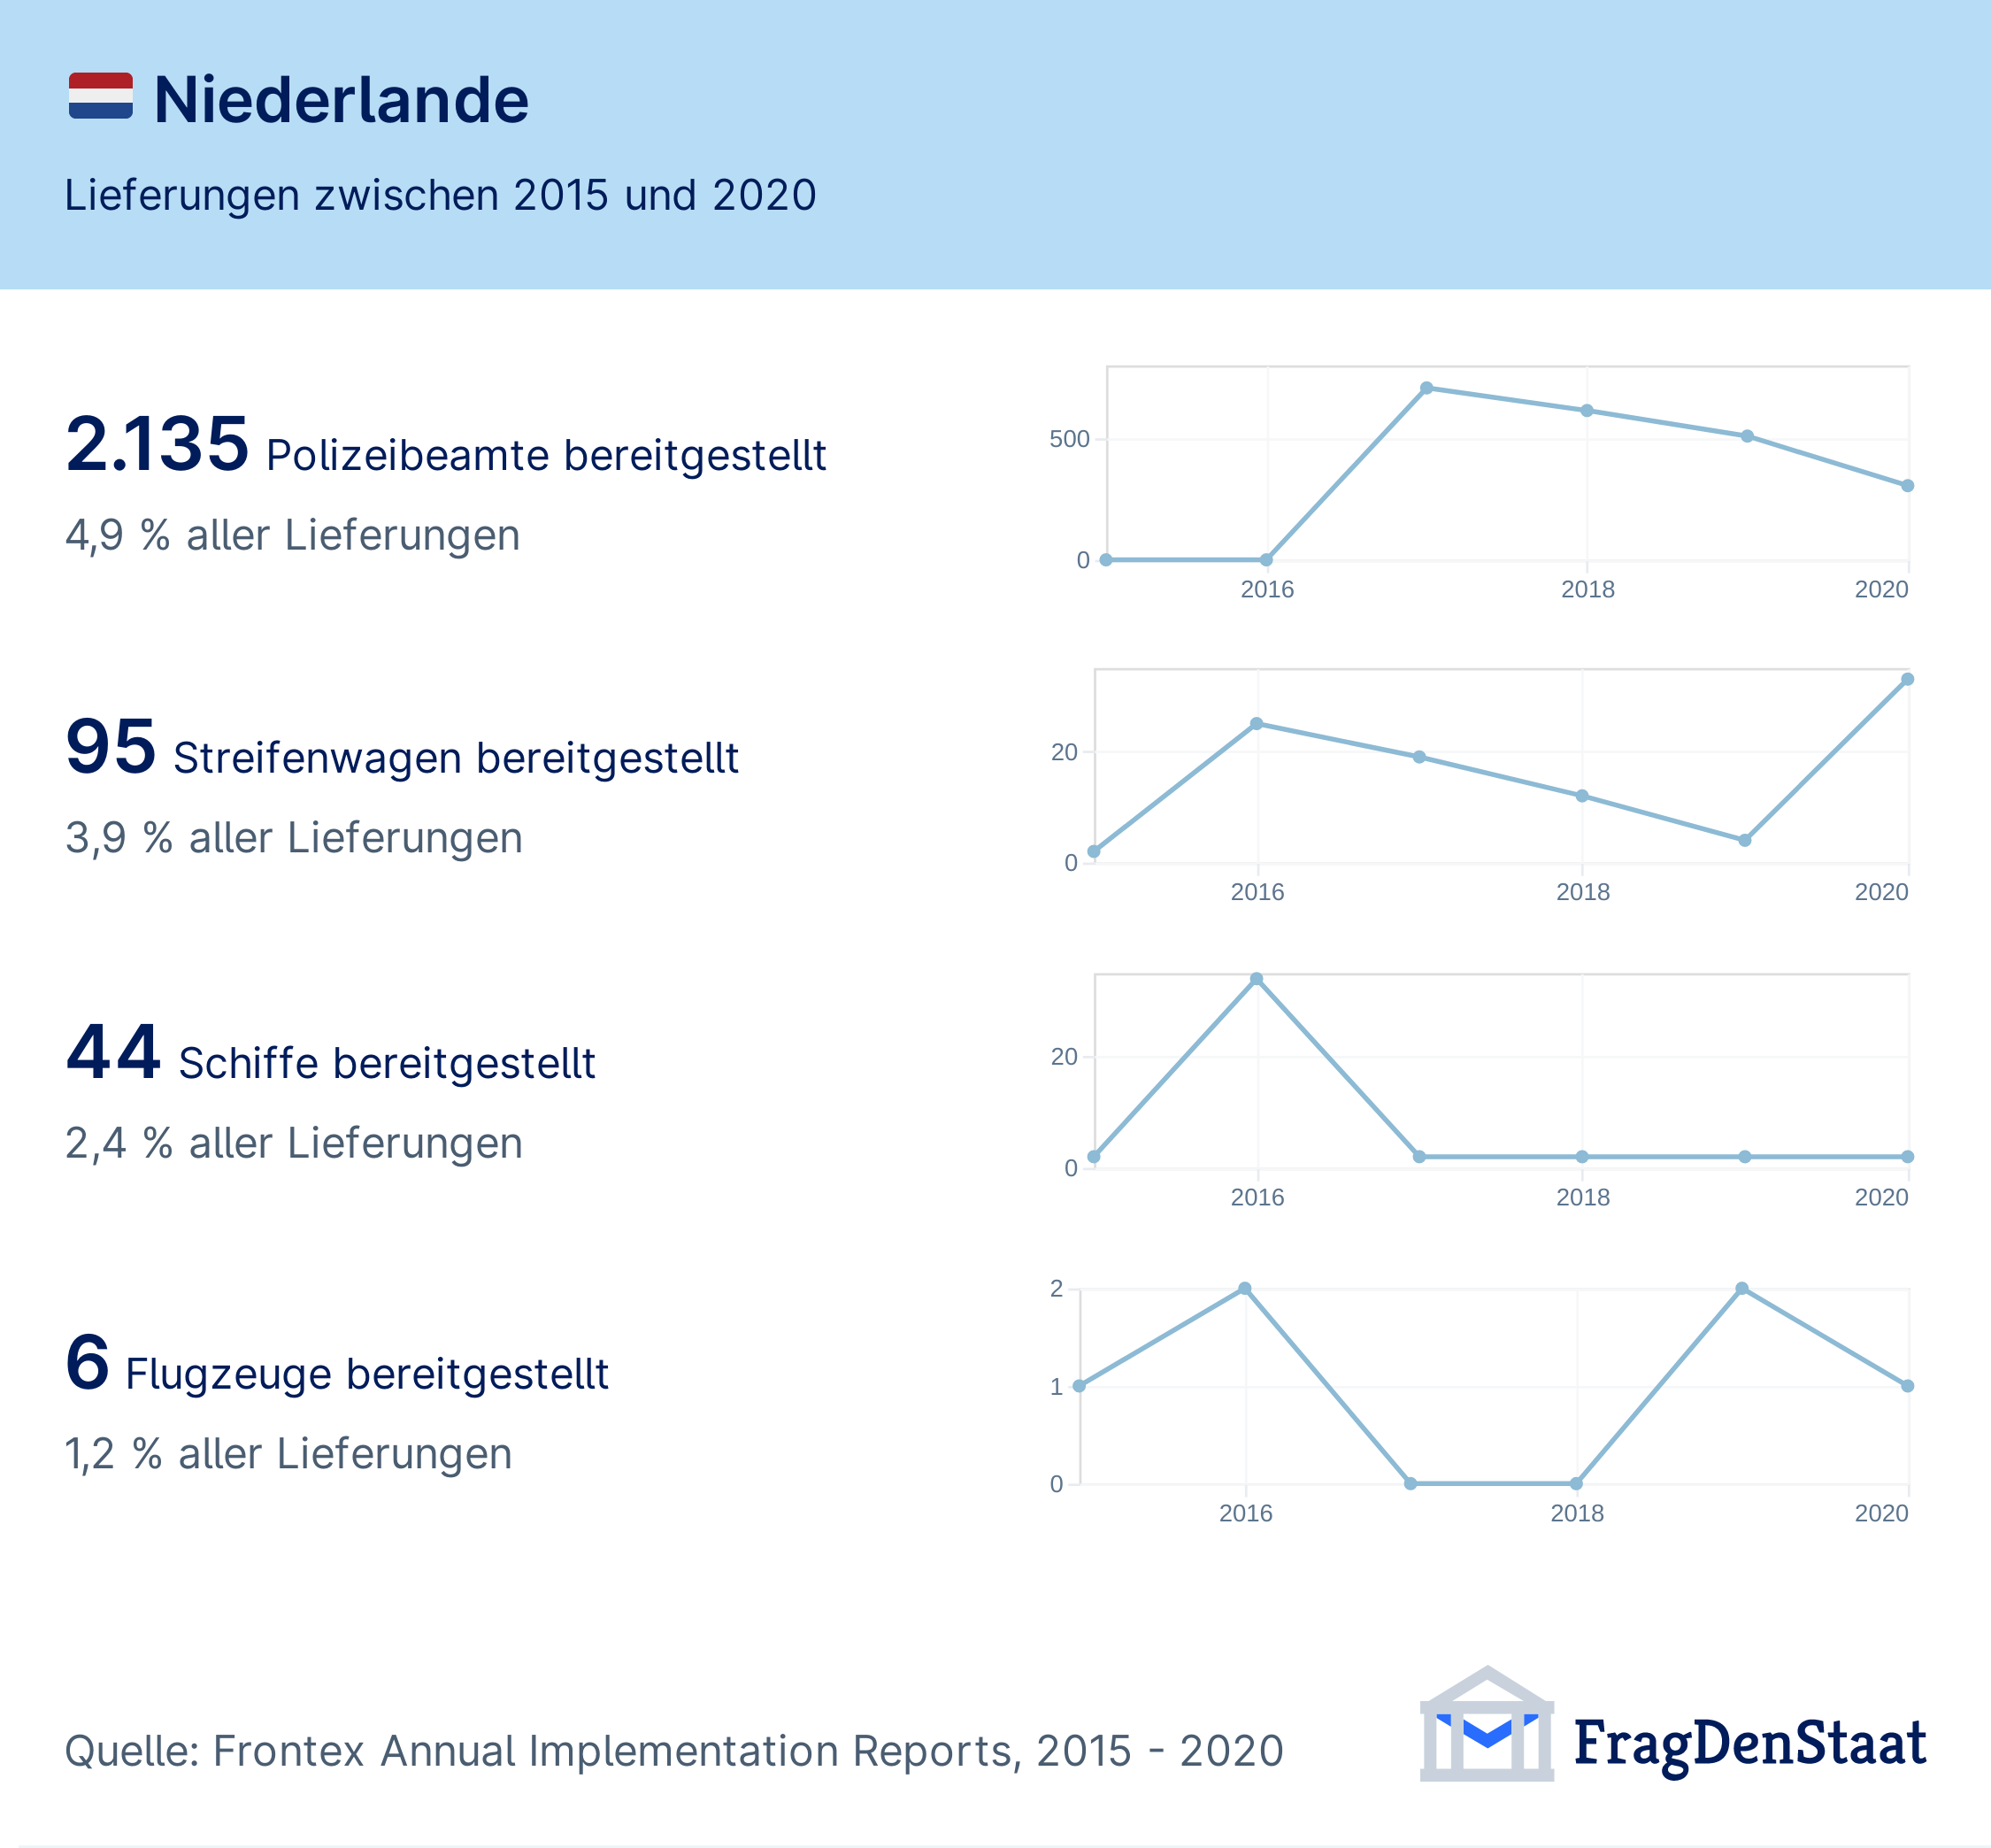 Niederlande
Lieferungen zwischen 2015 und 2020
2.135 Polizeibeamte bereitgestellt
4,9 % aller Lieferungen
500
0
2016 2018 2020
95 Streifenwagen bereitgestellt
3,9 % aller Lieferungen
20
0
2016 2018 2020
44 Schiffe bereitgestellt
2,4 % aller Lieferungen
20
0
2016 2018 2020
6 Flugzeuge bereitgestellt
1,2 % aller Lieferungen
2
1
0
2016 2018 2020
Quelle: Frontex Annual Implementation Reports, 2015 - 2020
FragDenStaat